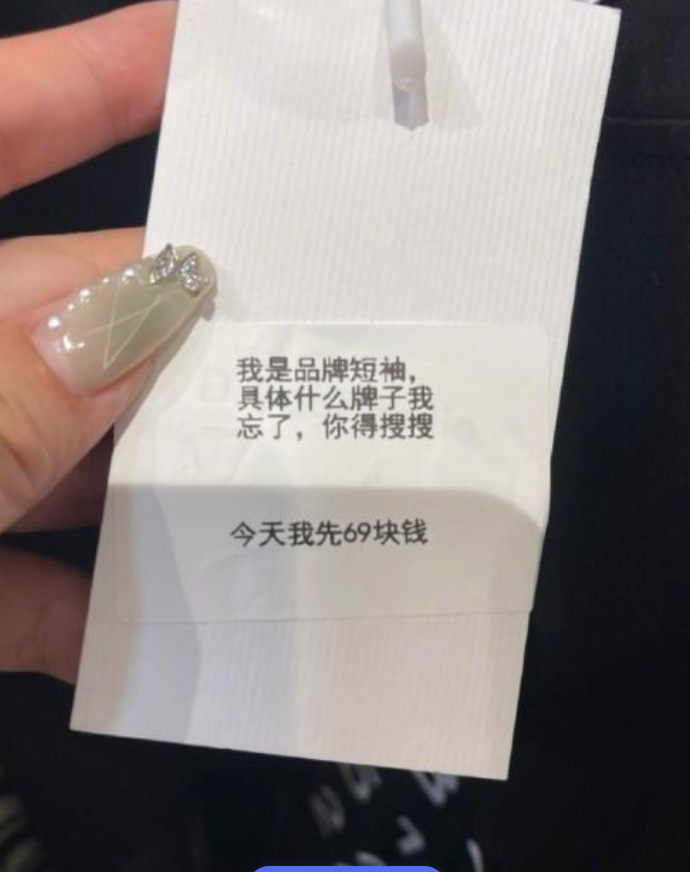 我是品牌短袖，
具体什么牌子我
忘了，你得搜搜
今天我先69块钱